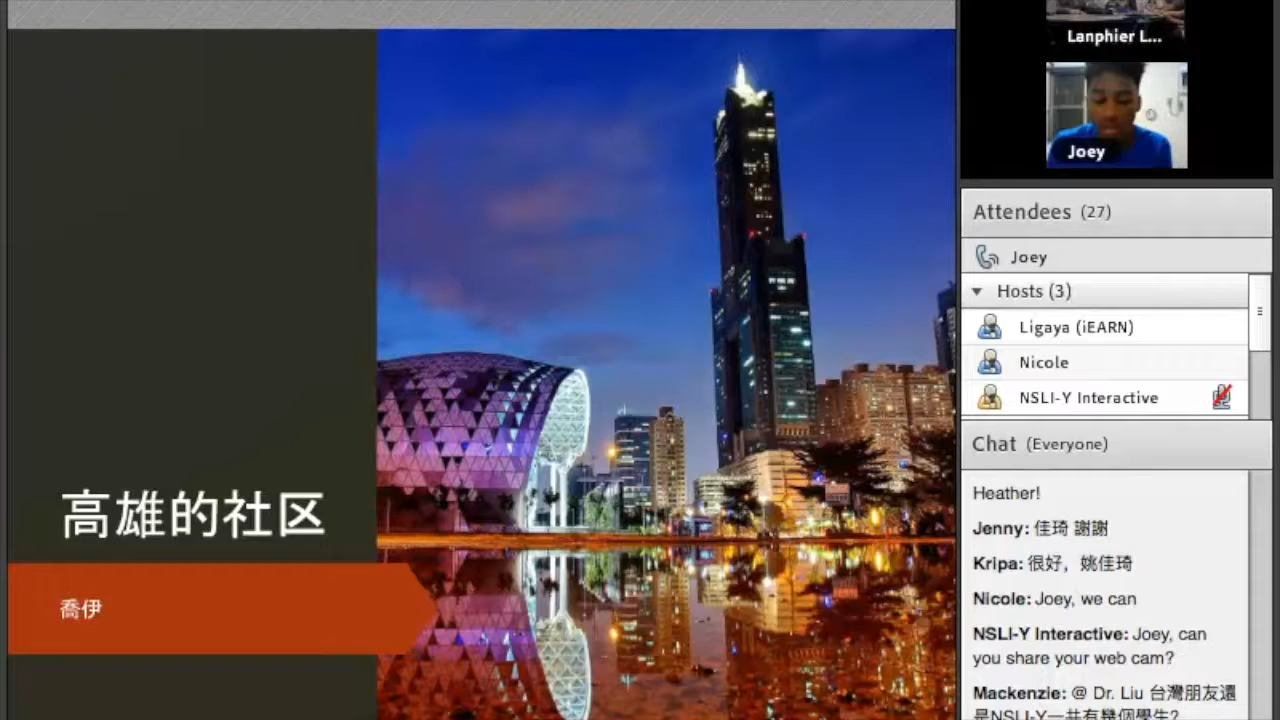 高雄的社区
喬伊
Lanphier L...
Joey
Attendees (27)
Joey
Hosts (3)
Ligaya (iEARN)
Nicole
NSLI-Y Interactive
Chat (Everyone)
Heather!
Jenny: 佳琦 謝謝
Kripa: 很好，姚佳琦
Nicole: Joey, we can
NSLI-Y Interactive: Joey, can
you share your web cam?
Mackenzie: @ Dr. Liu 台灣朋友還
是NSLI-Y一共有幾個學生?